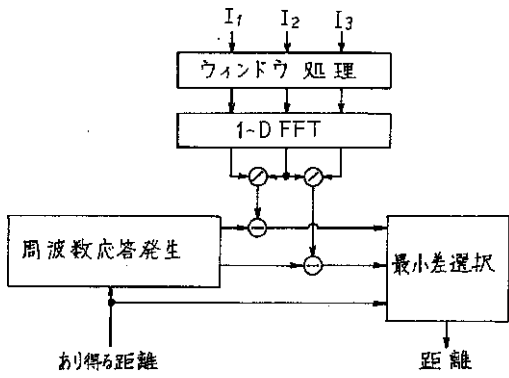 I₁ I₂ I₃
ウィンドウ処理
1-D FFT
周波数応答発生
最小差選択
あり得る距離
距離